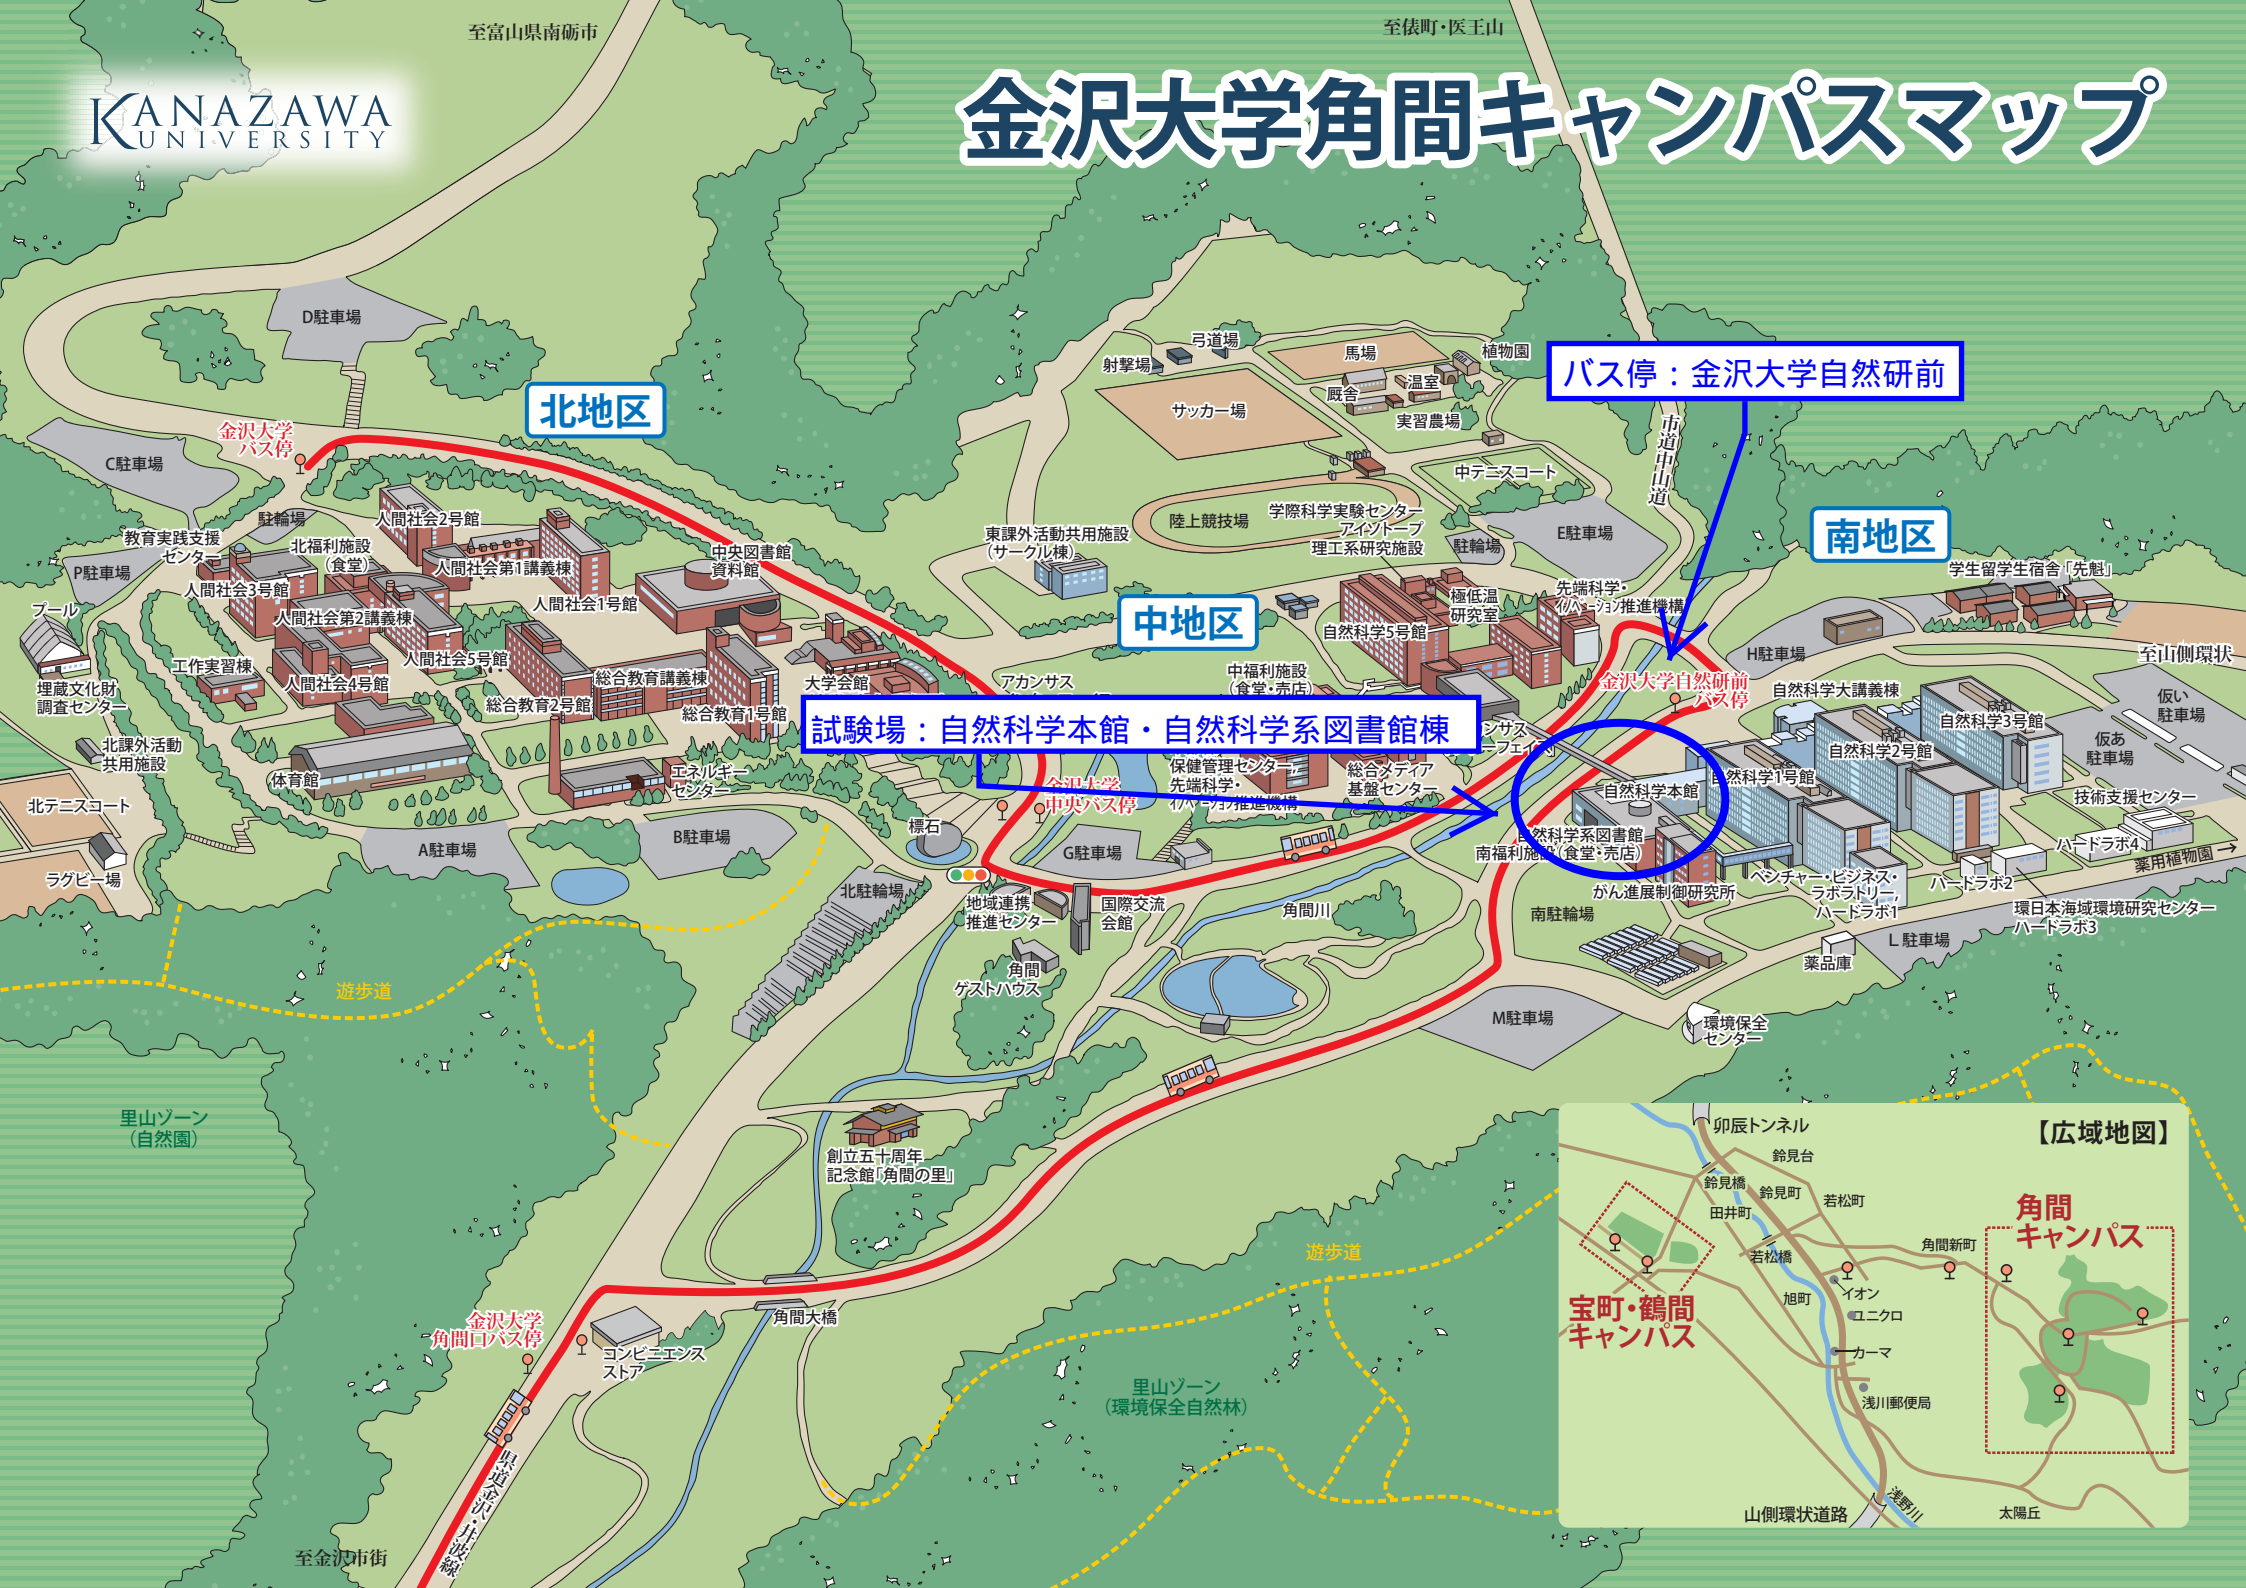 至富山県南砺市
至俵町・医王山
KANAZAWA
UNIVERSITY
金沢大学角間キャンパスマップ
D駐車場
北地区
金沢大学
バス停
C駐車場
駐輪場
教育実践支援
センター
P駐車場
プール
埋蔵文化財
調査センター
北課外活動
共用施設
北テニスコート
ラグビー場
人間社会2号館
北福利施設
（食堂）
人間社会第1講義棟
人間社会3号館
人間社会第2講義棟
人間社会1号館
人間社会5号館
工作実習棟
人間社会4号館
中央図書館
資料館
総合教育講義棟
総合教育2号館
総合教育1号館
大学会館
体育館
エネルギー
センター
A駐車場
B駐車場
標石
北駐輪場
射撃場
弓道場
馬場
植物園
サッカー場
厩舎
温室
実習農場
中テニスコート
陸上競技場
学際科学実験センター
アイソトープ
理工系研究施設
駐輪場
E駐車場
東課外活動共用施設
（サークル棟）
中地区
バス停：金沢大学自然研前
市道中山道
南地区
学生留学生宿舎「先魁」
先端科学・
ｲﾉﾍﾞｰｼｮﾝ推進機構
極低温
研究室
自然科学5号館
中福利施設
（食堂・売店）
アカンサス
H駐車場
至山側環状
金沢大学自然研前
バス停
試験場：自然科学本館・自然科学系図書館棟
ンサス
ーフェイス
保健管理センター,
先端科学・
ｲﾉﾍﾞｰｼｮﾝ推進機構
総合メディア
基盤センター
金沢大学
中央バス停
G駐車場
地域連携
推進センター
国際交流
会館
角間
ゲストハウス
角間川
自然科学大講義棟
自然科学3号館
自然科学2号館
自然科学1号館
自然科学本館
自然科学系図書館
南福利施設（食堂・売店）
がん進展制御研究所
仮い
駐車場
仮あ
駐車場
技術支援センター
ハードラボ4
薬用植物園→
ベンチャー・ビジネス・
ラボラトリー,
ハードラボ1
ハードラボ2
環日本海域環境研究センター
ハードラボ3
南駐輪場
L駐車場
薬品庫
M駐車場
環境保全
センター
遊歩道
里山ゾーン
（自然園）
創立五十周年
記念館「角間の里」
角間大橋
金沢大学
角間口バス停
コンビニエンス
ストア
県道金沢・井波線
至金沢市街
遊歩道
里山ゾーン
（環境保全自然林）
【広域地図】
卯辰トンネル
鈴見台
鈴見橋
鈴見町
若松町
田井町
若松橋
角間新町
旭町
イオン
ユニクロ
カーマ
浅川郵便局
宝町・鶴間
キャンパス
角間
キャンパス
山側環状道路
浅野川
太陽丘